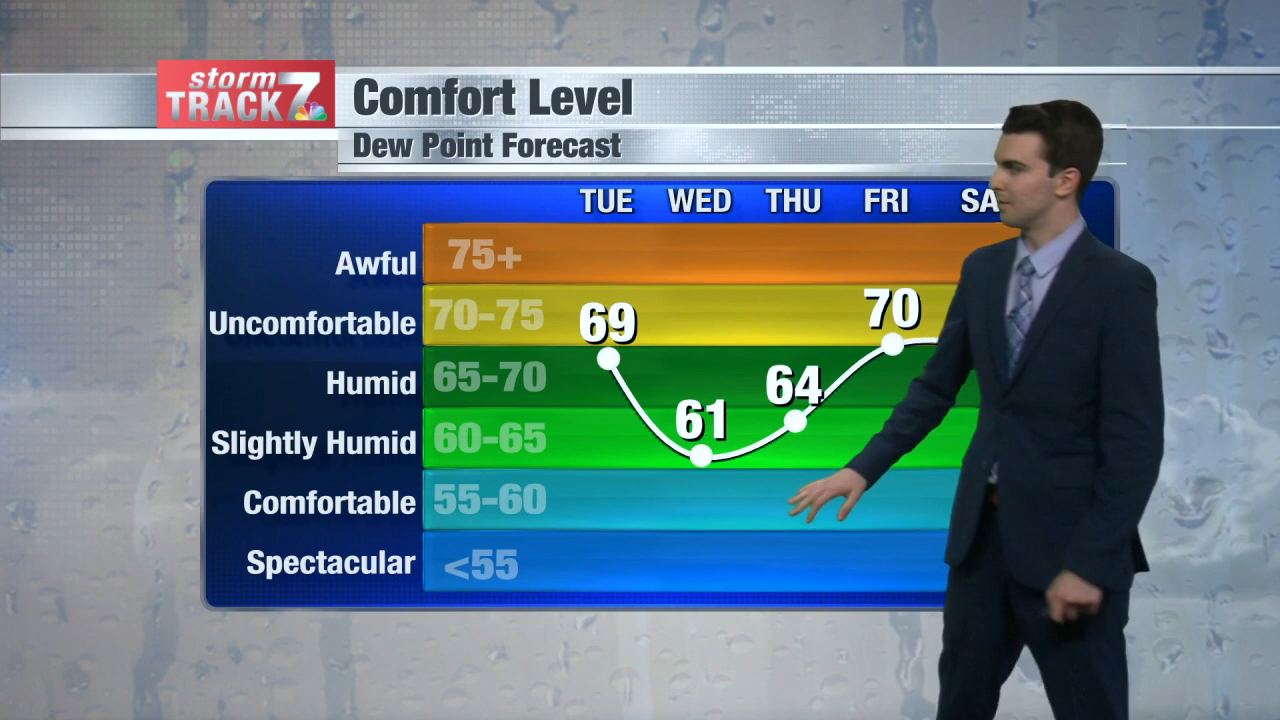 storm
TRACK 7
Comfort Level
Dew Point Forecast
TUE WED THU FRI SA
Awful 75+
Uncomfortable 70-75
Humid 65-70
Slightly Humid 60-65
Comfortable 55-60
Spectacular <55
69
61
64
70